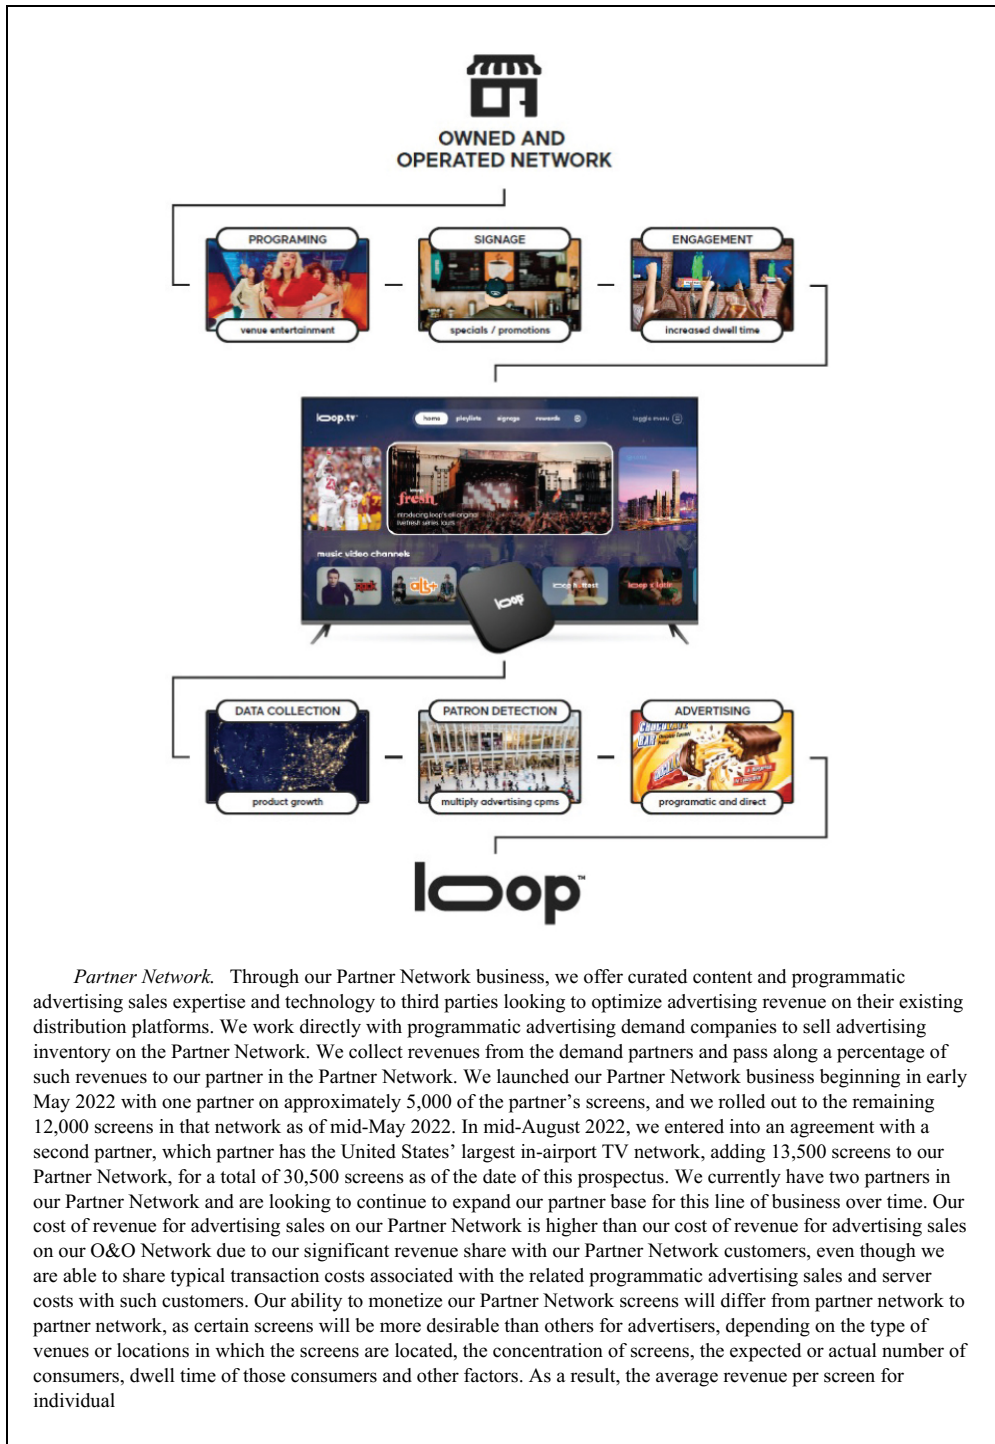 OWNED AND
OPERATED NETWORK
PROGRAMING
SIGNAGE
ENGAGEMENT
venue entertainment
specials / promotions
increased dwell time
loop.tv
home playlists signage rewards
toggle menu
fresh
introducing loop's all original
music video channels
alt+
loop
DATA COLLECTION
PATRON DETECTION
ADVERTISING
product growth
multiply advertising cpms
programatic and direct
loop™
Partner Network. Through our Partner Network business, we offer curated content and programmatic
advertising sales expertise and technology to third parties looking to optimize advertising revenue on their existing
distribution platforms. We work directly with programmatic advertising demand companies to sell advertising
inventory on the Partner Network. We collect revenues from the demand partners and pass along a percentage of
such revenues to our partner in the Partner Network. We launched our Partner Network business beginning in early
May 2022 with one partner on approximately 5,000 of the partner’s screens, and we rolled out to the remaining
12,000 screens in that network as of mid-May 2022. In mid-August 2022, we entered into an agreement with a
second partner, which partner has the United States’ largest in-airport TV network, adding 13,500 screens to our
Partner Network, for a total of 30,500 screens as of the date of this prospectus. We currently have two partners in
our Partner Network and are looking to continue to expand our partner base for this line of business over time. Our
cost of revenue for advertising sales on our Partner Network is higher than our cost of revenue for advertising sales
on our O&O Network due to our significant revenue share with our Partner Network customers, even though we
are able to share typical transaction costs associated with the related programmatic advertising sales and server
costs with such customers. Our ability to monetize our Partner Network screens will differ from partner network to
partner network, as certain screens will be more desirable than others for advertisers, depending on the type of
venues or locations in which the screens are located, the concentration of screens, the expected or actual number of
consumers, dwell time of those consumers and other factors. As a result, the average revenue per screen for
individual